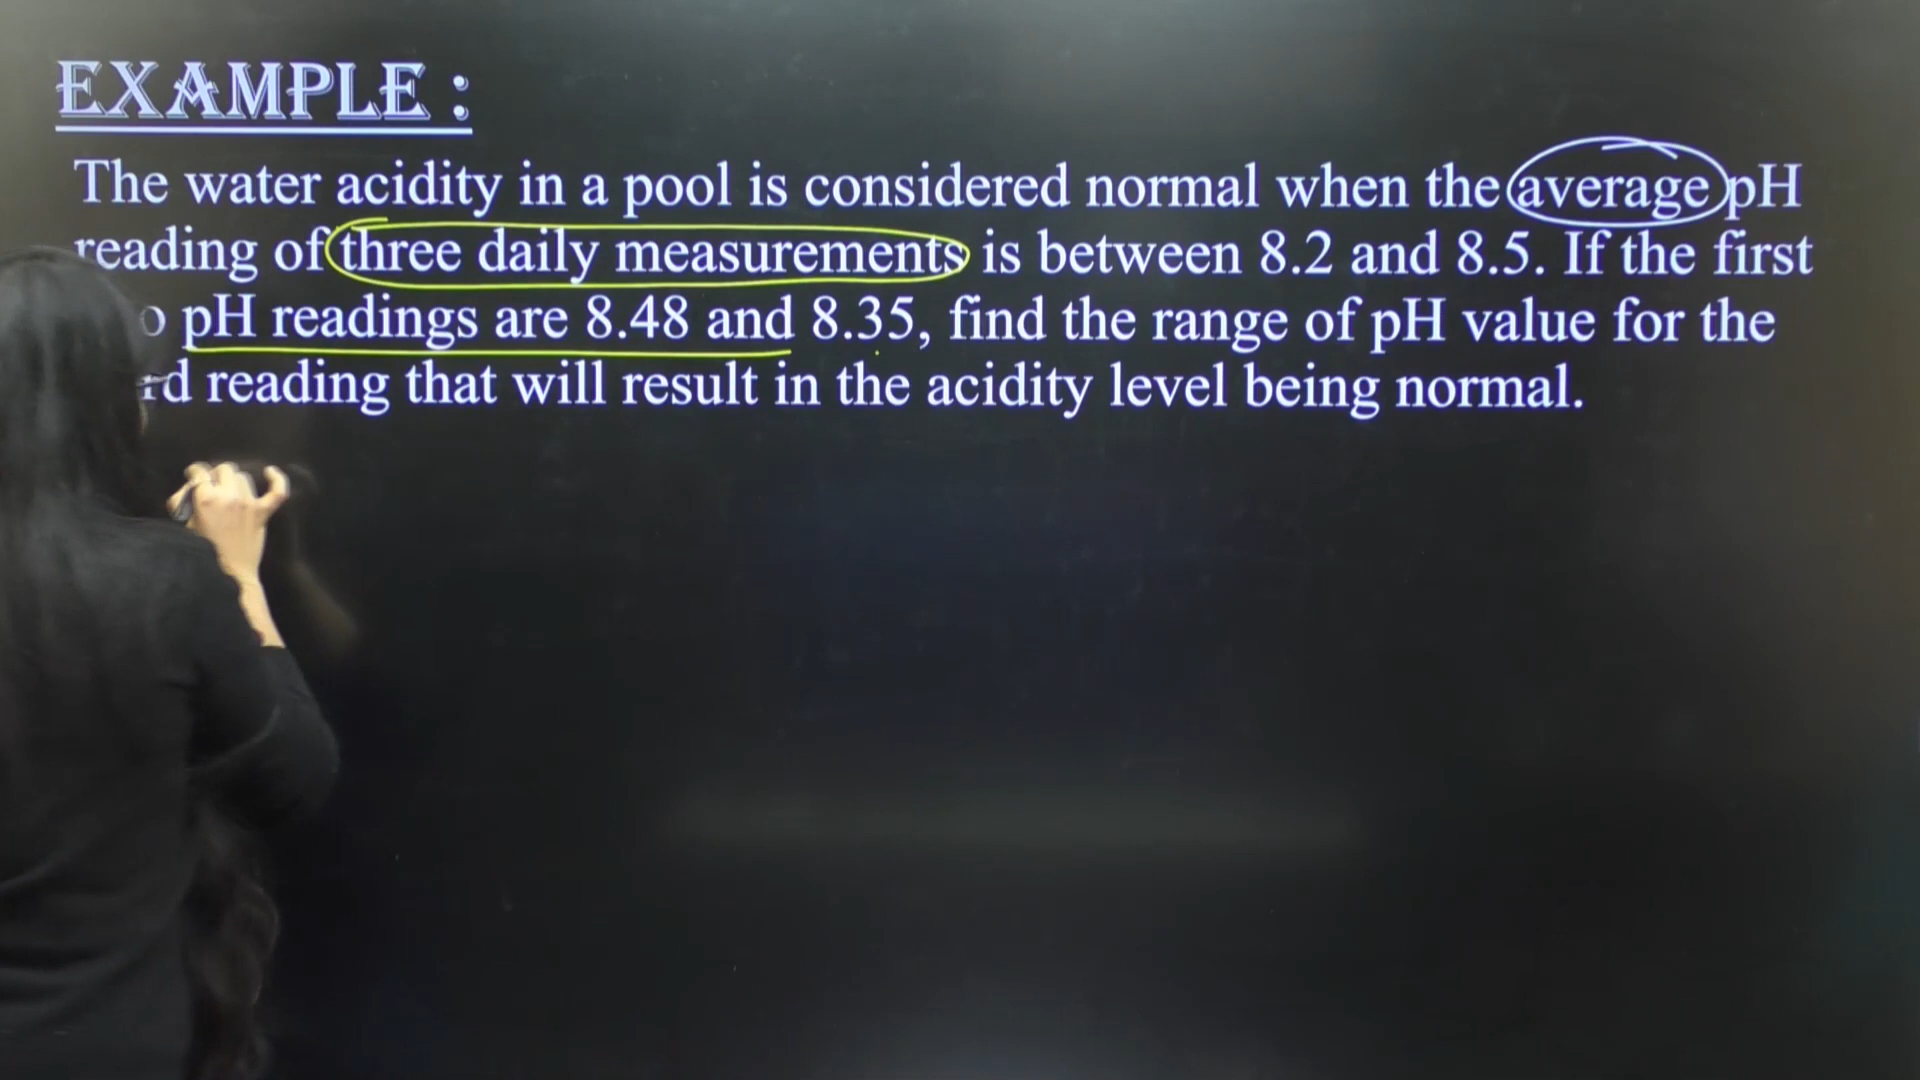 EXAMPLE :
The water acidity in a pool is considered normal when the average pH
reading of three daily measurements is between 8.2 and 8.5. If the first
pH readings are 8.48 and 8.35, find the range of pH value for the
reading that will result in the acidity level being normal.